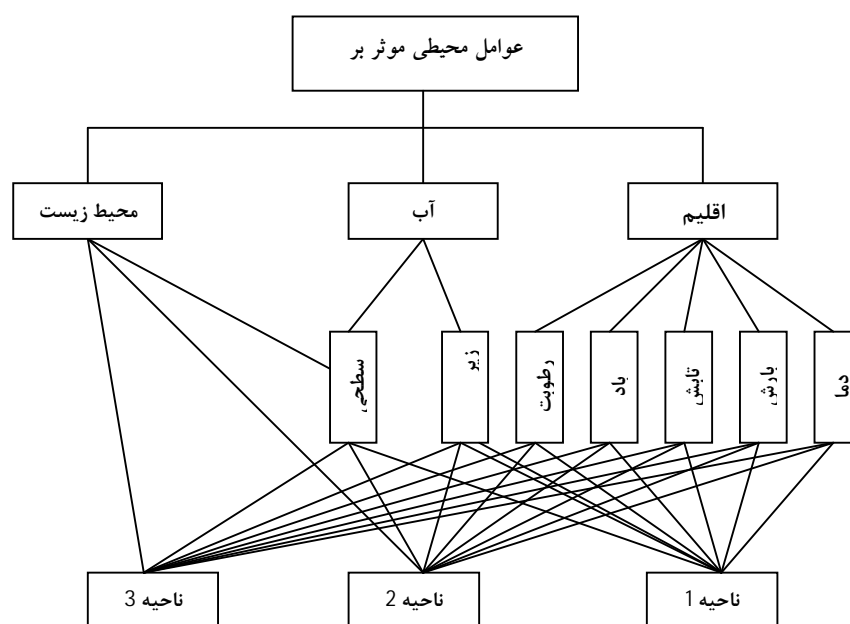 عوامل محیطی موثر بر
اقلیم
آب
محیط زیست
دما
بارش
تابش
باد
رطوبت
زیر
سطحی
ناحیه 1
ناحیه 2
ناحیه 3